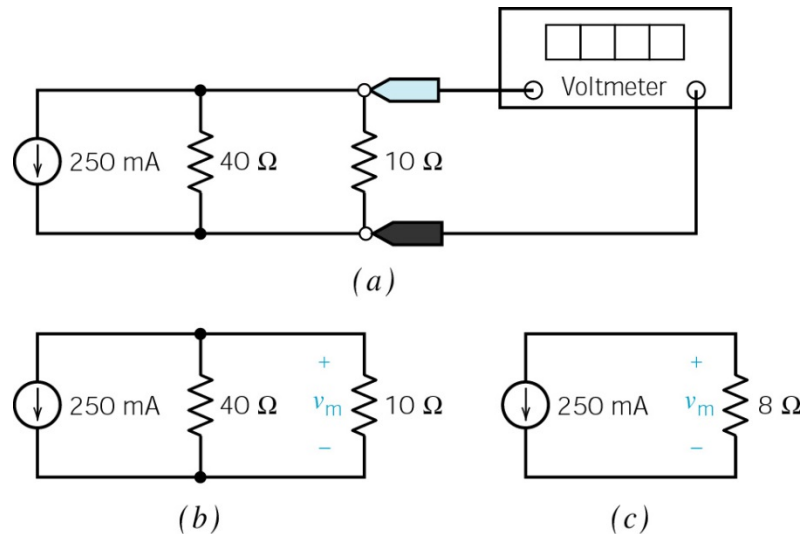 Voltmeter
250 mA 40 Ω 10 Ω
(a)
+ +
250 mA 40 Ω vm 10 Ω 250 mA vm 8 Ω
− −
(b) (c)